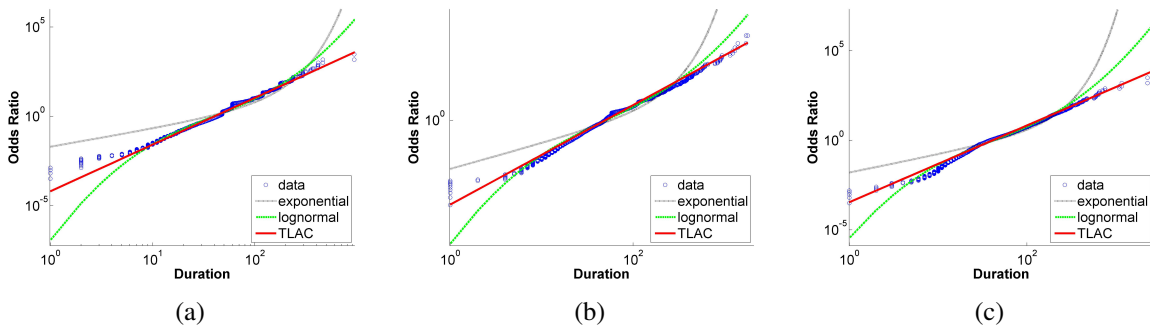 10^5
10^0
10^-5
Odds Ratio
data
exponential
lognormal
TLAC
10^0
10^1
10^2
Duration
(a)
10^0
Odds Ratio
data
exponential
lognormal
TLAC
10^0
10^2
Duration
(b)
10^5
10^0
10^-5
Odds Ratio
data
exponential
lognormal
TLAC
10^0
10^2
Duration
(c)